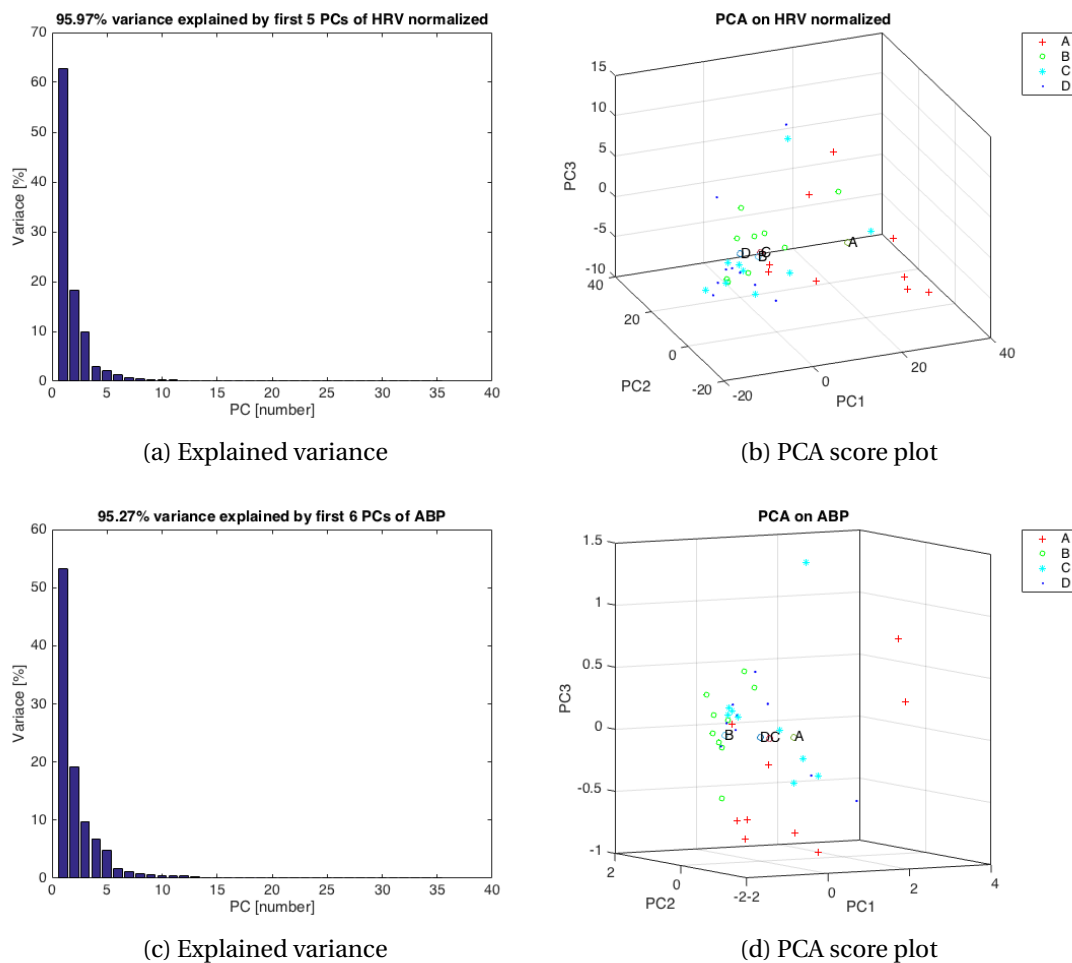 95.97% variance explained by first 5 PCs of HRV normalized
70
60
50
40
30
20
10
0
Variace [%]
0 5 10 15 20 25 30 35 40
PC [number]
(a) Explained variance
PCA on HRV normalized
A
B
C
D
15
10
5
0
-5
-10
PC3
40
20
0
-20
PC2
-20
0
20
40
PC1
D
C
B
A
(b) PCA score plot
95.27% variance explained by first 6 PCs of ABP
60
50
40
30
20
10
0
Variace [%]
0 5 10 15 20 25 30 35 40
PC [number]
(c) Explained variance
PCA on ABP
A
B
C
D
1.5
1
0.5
0
-0.5
-1
PC3
2
0
-2
PC2
-2
0
2
4
PC1
B
D
C
A
(d) PCA score plot